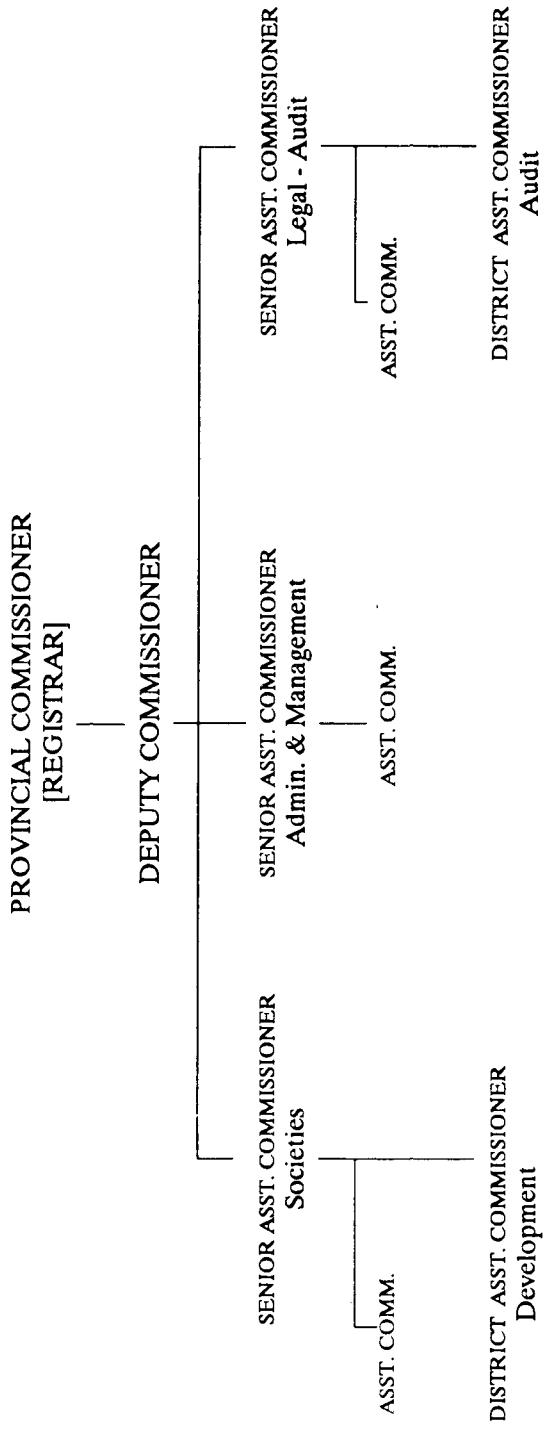 PROVINCIAL COMMISSIONER
[REGISTRAR]
DEPUTY COMMISSIONER
SENIOR ASST. COMMISSIONER
Societies
SENIOR ASST. COMMISSIONER
Admin. & Management
SENIOR ASST. COMMISSIONER
Legal - Audit
ASST. COMM.
ASST. COMM.
ASST. COMM.
DISTRICT ASST. COMMISSIONER
Development
DISTRICT ASST. COMMISSIONER
Audit